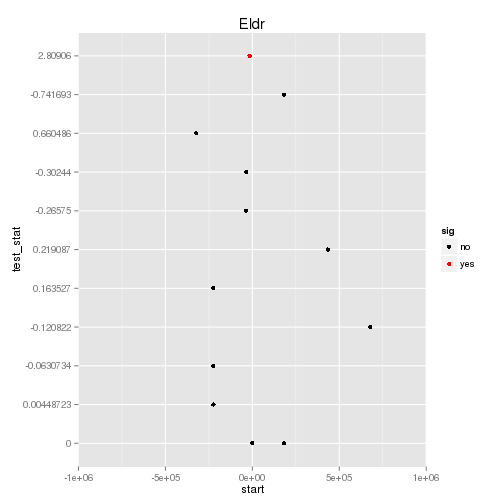 Eldr
test_stat
2.80906
-0.741693
0.660486
-0.30244
-0.26575
0.219087
0.163527
-0.120822
-0.0630734
0.00448723
0
-1e+06 -5e+05 0e+00 5e+05 1e+06
start
sig
no
yes